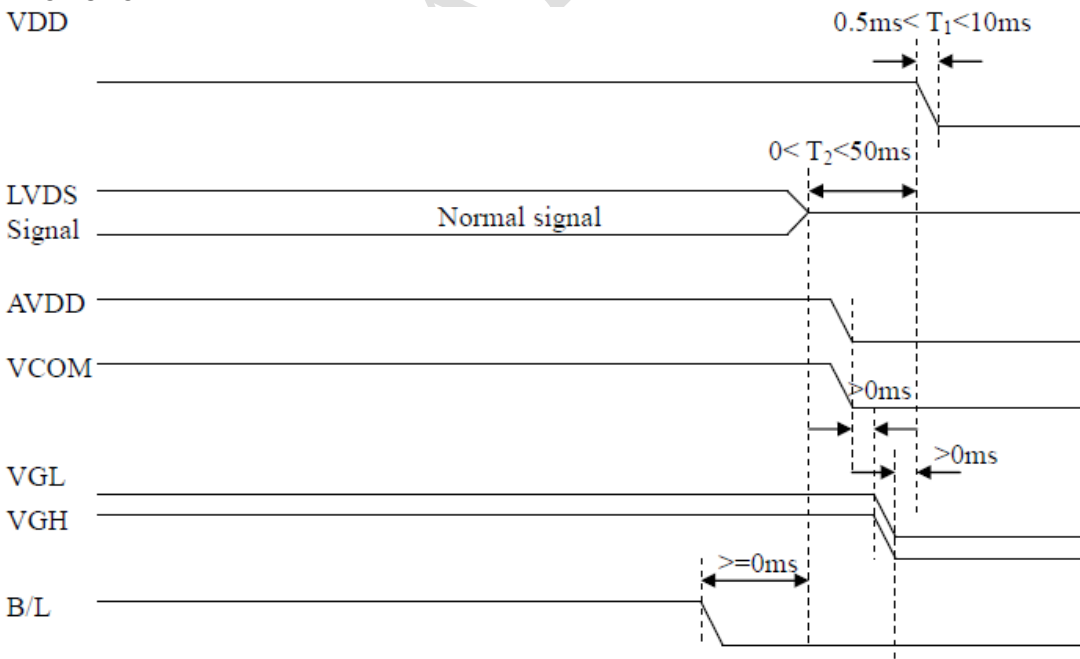 VDD
0.5ms< T₁<10ms
0< T₂<50ms
LVDS
Signal
Normal signal
AVDD
VCOM
>0ms
>0ms
VGL
VGH
>=0ms
B/L